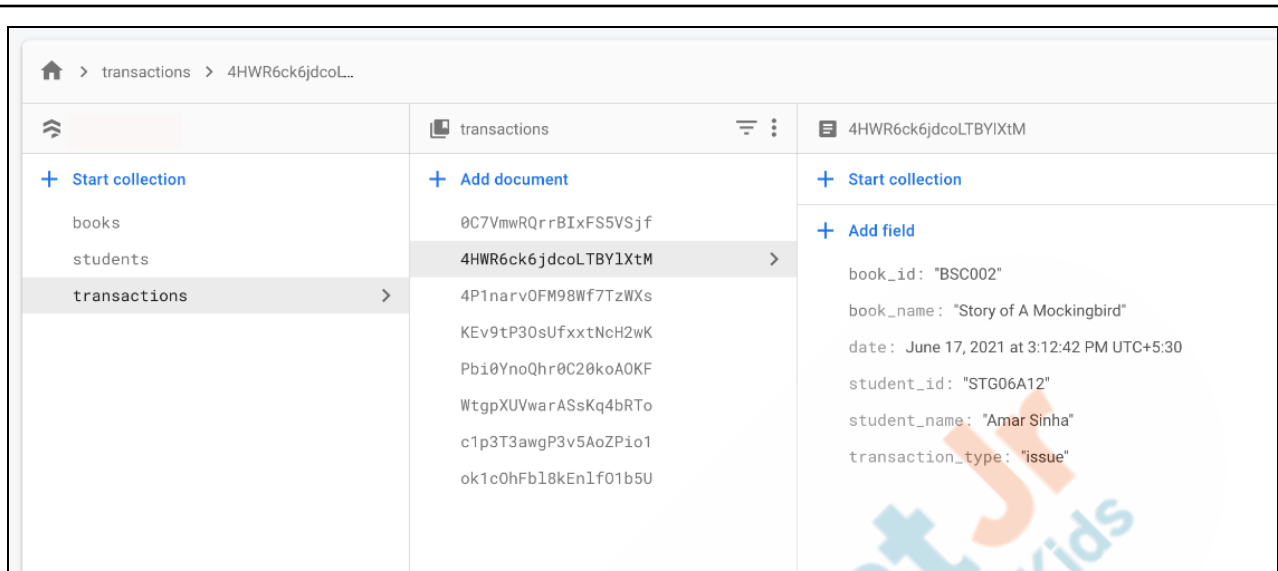 transactions > 4HWR6ck6jdcoL...
transactions
4HWR6ck6jdcoLTBYlXtM
+ Start collection
+ Add document
+ Start collection
books
students
transactions >
0C7VmwRQrrBIxFS5VSjf
4HWR6ck6jdcoLTBYlXtM >
4P1narvOFM98Wf7TzWXs
KEv9tP3OsUfxxtNcH2wK
Pbi0YnoQhr0C20koAOKF
WtgpXUVwarASsKq4bRTo
c1p3T3awgP3v5AoZPio1
ok1cOhFbl8kEnlfO1b5U
+ Add field
book_id: "BSC002"
book_name: "Story of A Mockingbird"
date: June 17, 2021 at 3:12:42 PM UTC+5:30
student_id: "STG06A12"
student_name: "Amar Sinha"
transaction_type: "issue"
t Jr
Kids